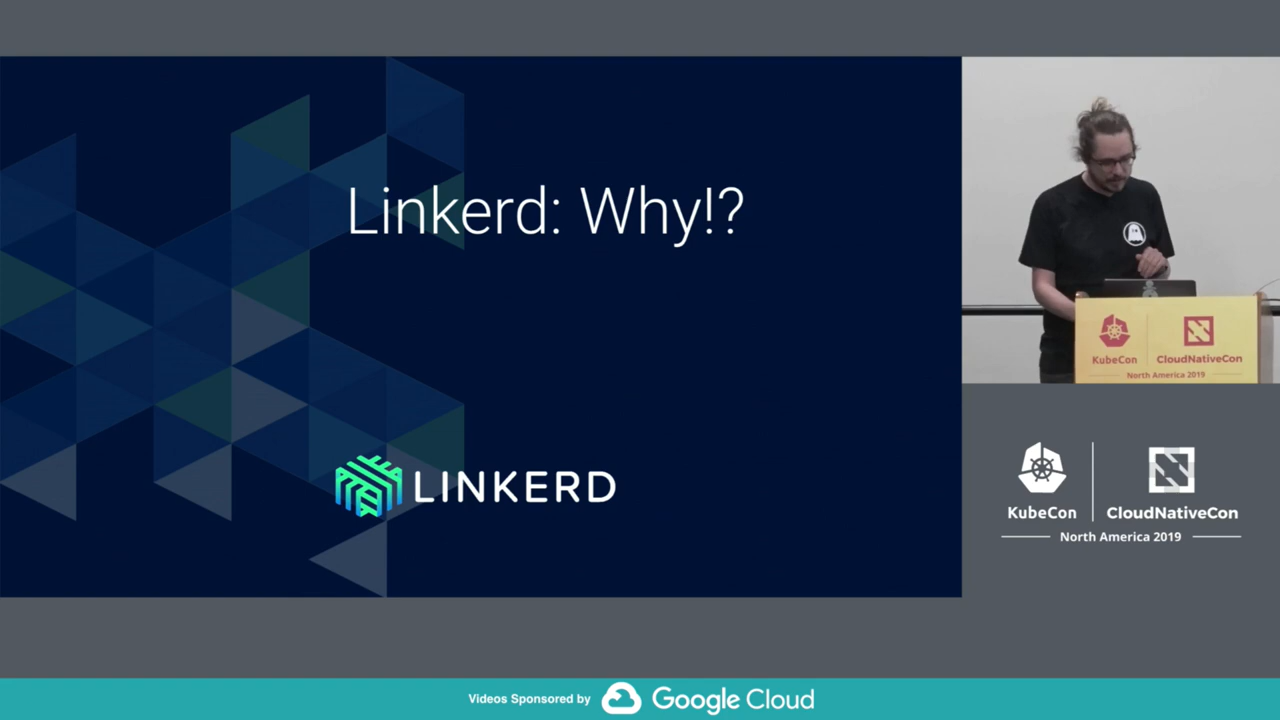 Linkerd: Why!?
LINKERD
KubeCon
CloudNativeCon
North America 2019
KubeCon
CloudNativeCon
North America 2019
Videos Sponsored by Google Cloud